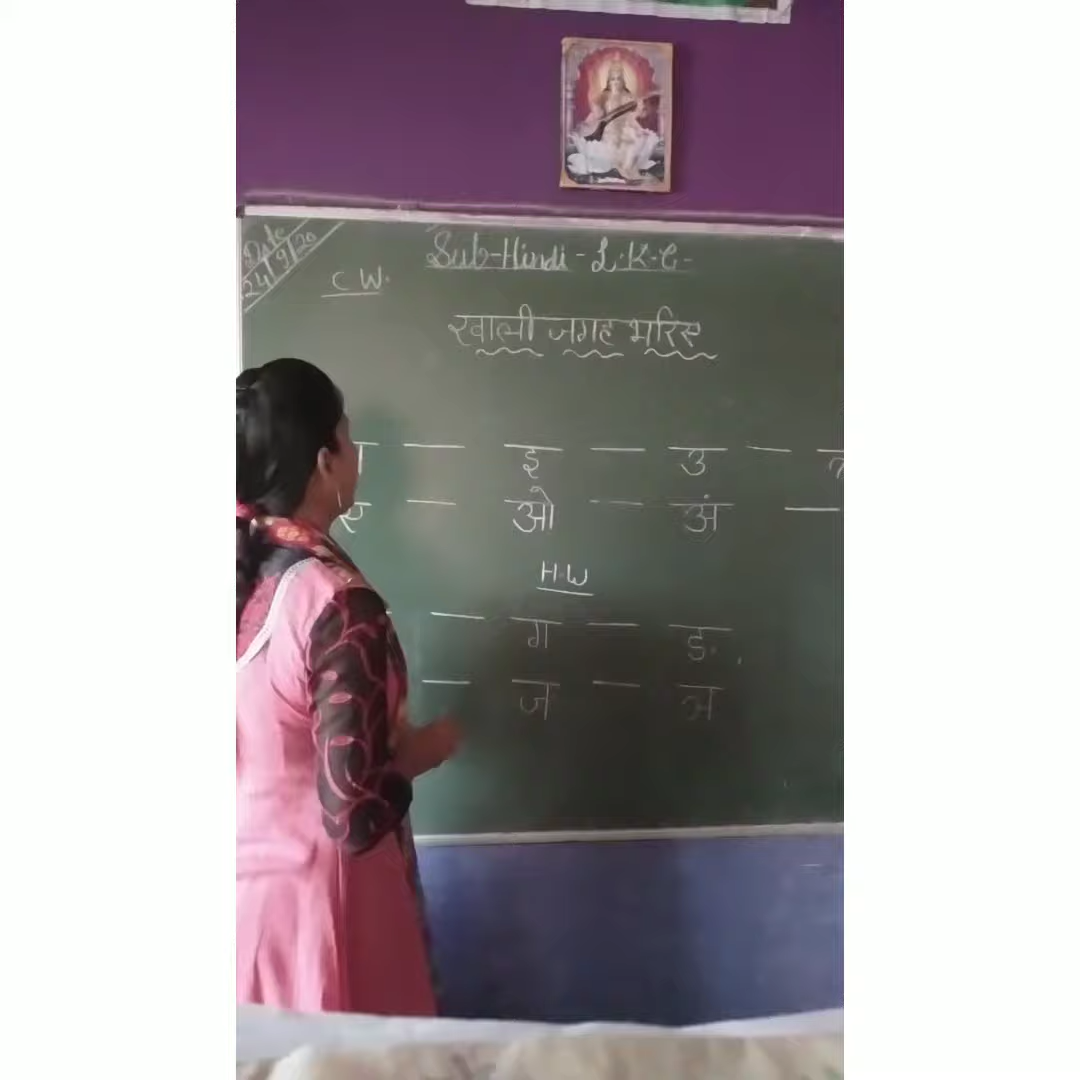 Date
24/9/20
Sub-Hindi-L.K.G-
C W.
खाली जगह भरिए
— इ — उ —
ए — ओ — अं —
H.W
— ग — ङ
— ज — ञ